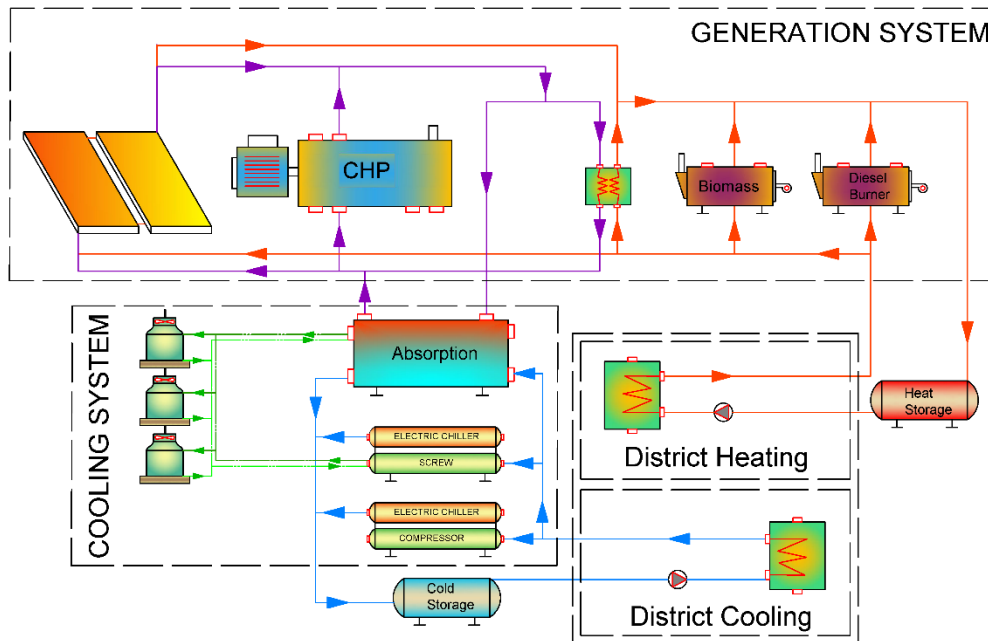 GENERATION SYSTEM
CHP
Biomass
Diesel
Burner
COOLING SYSTEM
Absorption
ELECTRIC CHILLER
SCREW
ELECTRIC CHILLER
COMPRESSOR
Cold
Storage
Heat
Storage
District Heating
District Cooling